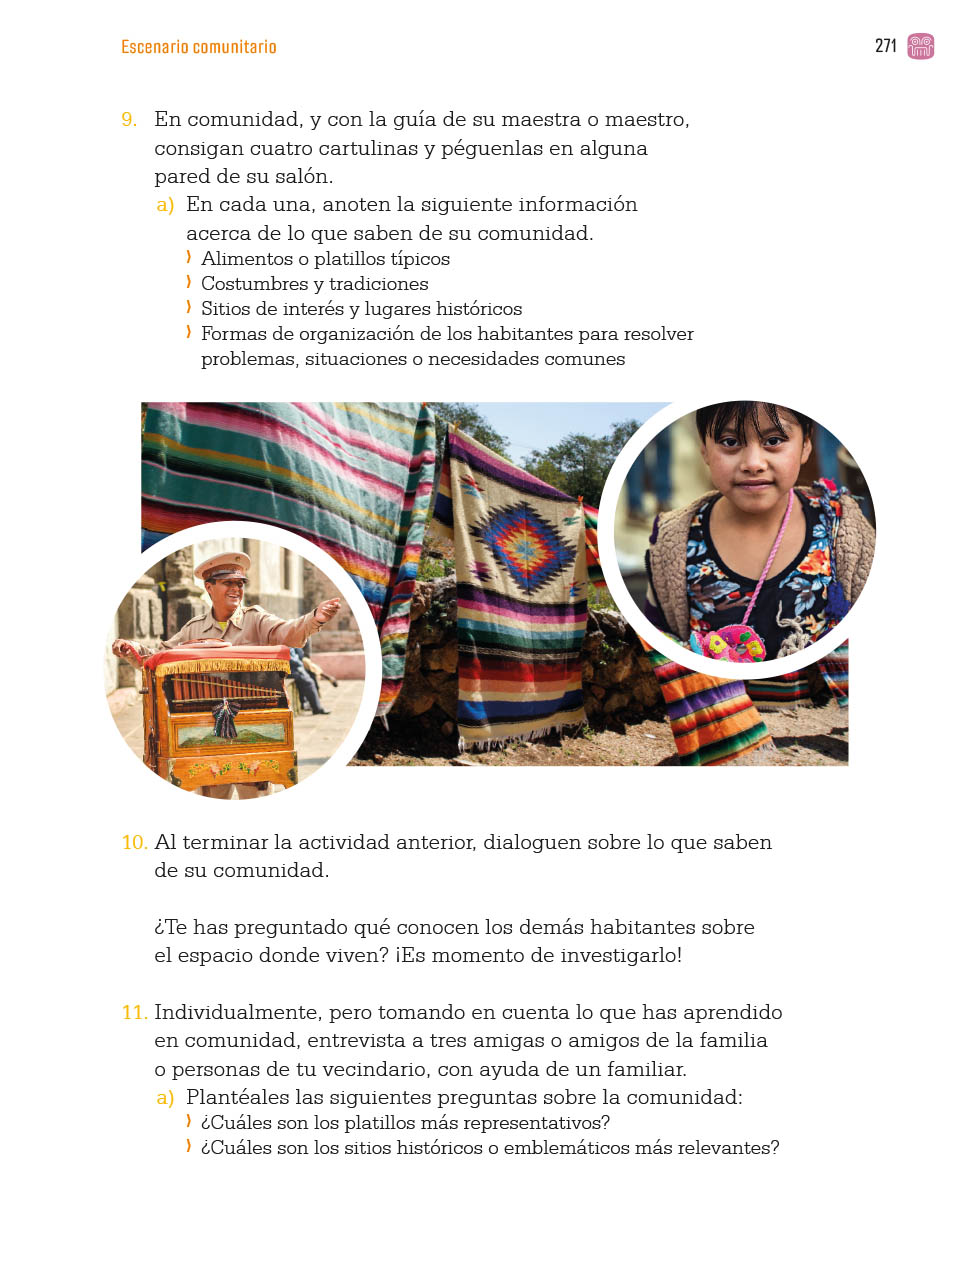 Escenario comunitario
271
9. En comunidad, y con la guía de su maestra o maestro,
consigan cuatro cartulinas y péguenlas en alguna
pared de su salón.
a) En cada una, anoten la siguiente información
acerca de lo que saben de su comunidad.
⟩ Alimentos o platillos típicos
⟩ Costumbres y tradiciones
⟩ Sitios de interés y lugares históricos
⟩ Formas de organización de los habitantes para resolver
problemas, situaciones o necesidades comunes
10. Al terminar la actividad anterior, dialoguen sobre lo que saben
de su comunidad.
¿Te has preguntado qué conocen los demás habitantes sobre
el espacio donde viven? ¡Es momento de investigarlo!
11. Individualmente, pero tomando en cuenta lo que has aprendido
en comunidad, entrevista a tres amigas o amigos de la familia
o personas de tu vecindario, con ayuda de un familiar.
a) Plantéales las siguientes preguntas sobre la comunidad:
⟩ ¿Cuáles son los platillos más representativos?
⟩ ¿Cuáles son los sitios históricos o emblemáticos más relevantes?